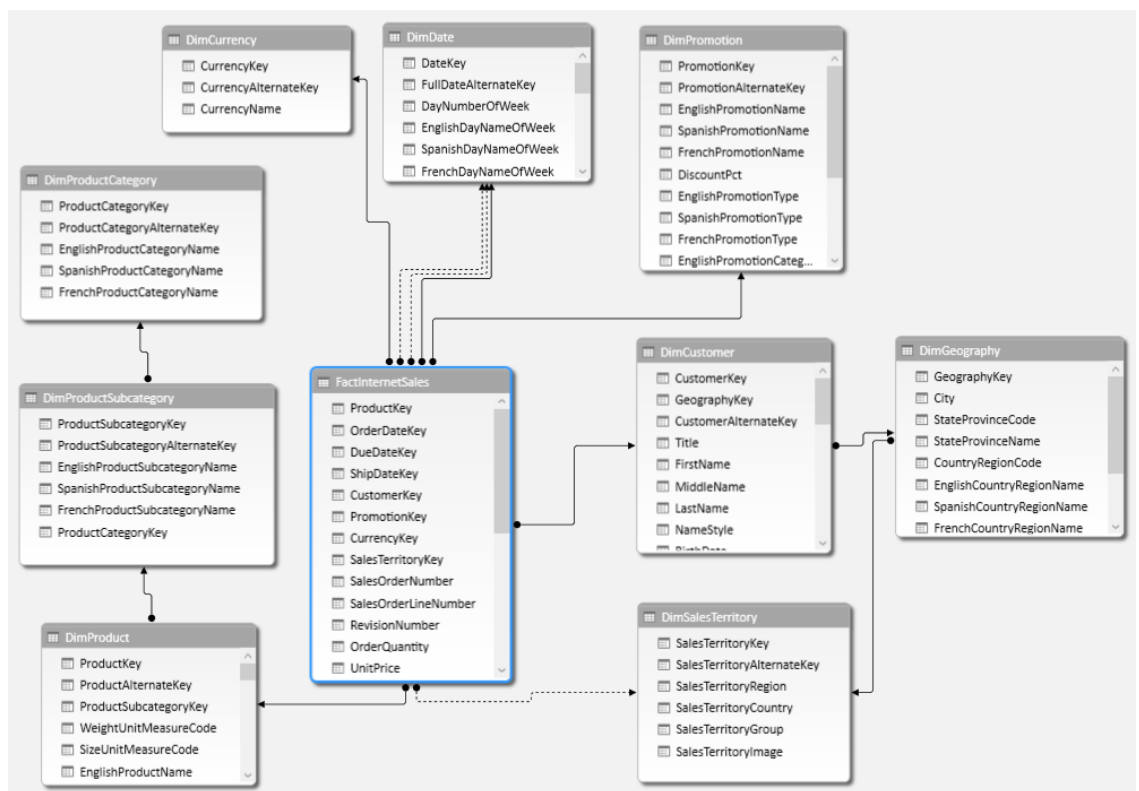 DimCurrency
CurrencyKey
CurrencyAlternateKey
CurrencyName
DimDate
DateKey
FullDateAlternateKey
DayNumberOfWeek
EnglishDayNameOfWeek
SpanishDayNameOfWeek
FrenchDayNameOfWeek
DimPromotion
PromotionKey
PromotionAlternateKey
EnglishPromotionName
SpanishPromotionName
FrenchPromotionName
DiscountPct
EnglishPromotionType
SpanishPromotionType
FrenchPromotionType
EnglishPromotionCateg...
DimProductCategory
ProductCategoryKey
ProductCategoryAlternateKey
EnglishProductCategoryName
SpanishProductCategoryName
FrenchProductCategoryName
DimProductSubcategory
ProductSubcategoryKey
ProductSubcategoryAlternateKey
EnglishProductSubcategoryName
SpanishProductSubcategoryName
FrenchProductSubcategoryName
ProductCategoryKey
FactInternetSales
ProductKey
OrderDateKey
DueDateKey
ShipDateKey
CustomerKey
PromotionKey
CurrencyKey
SalesTerritoryKey
SalesOrderNumber
SalesOrderLineNumber
RevisionNumber
OrderQuantity
UnitPrice
DimCustomer
CustomerKey
GeographyKey
CustomerAlternateKey
Title
FirstName
MiddleName
LastName
NameStyle
BirthDate
DimGeography
GeographyKey
City
StateProvinceCode
StateProvinceName
CountryRegionCode
EnglishCountryRegionName
SpanishCountryRegionName
FrenchCountryRegionName
DimProduct
ProductKey
ProductAlternateKey
ProductSubcategoryKey
WeightUnitMeasureCode
SizeUnitMeasureCode
EnglishProductName
DimSalesTerritory
SalesTerritoryKey
SalesTerritoryAlternateKey
SalesTerritoryRegion
SalesTerritoryCountry
SalesTerritoryGroup
SalesTerritoryImage